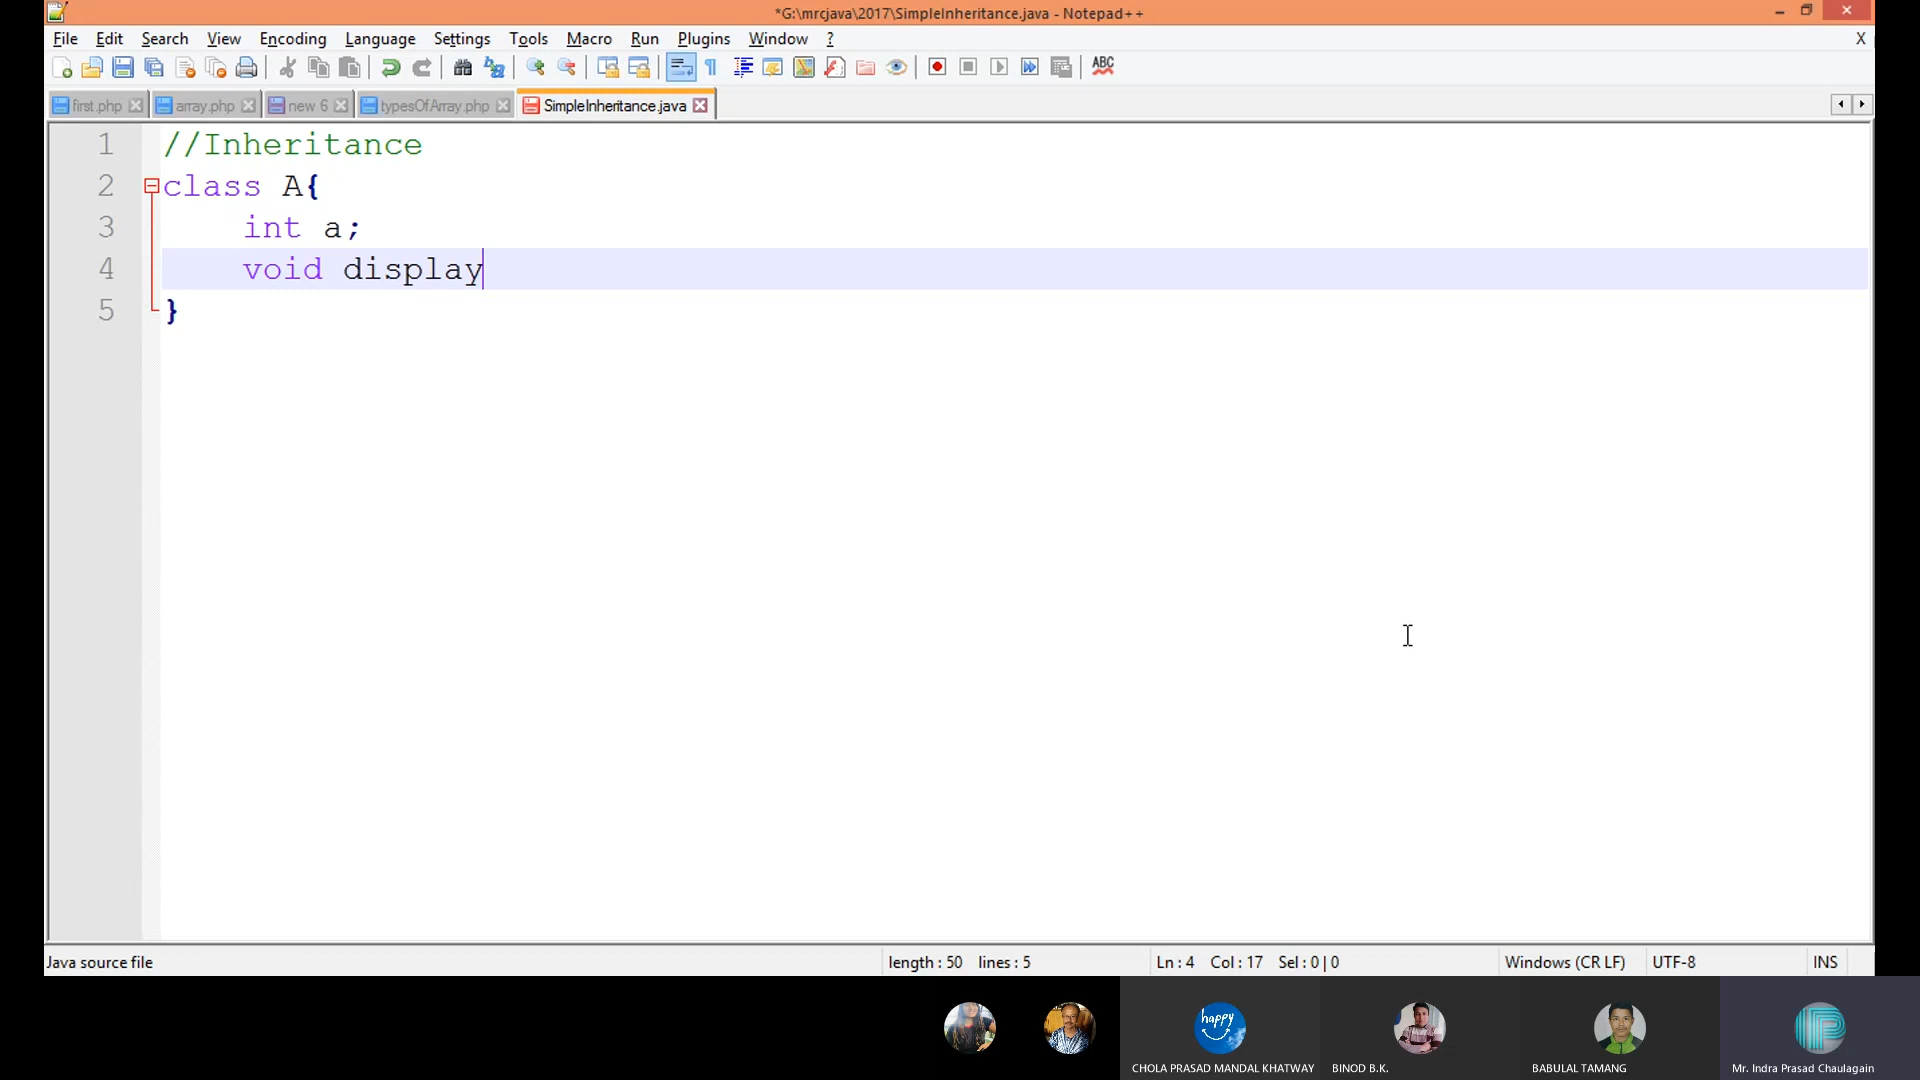 *G:\mrcjava\2017\SimpleInheritance.java - Notepad++
File Edit Search View Encoding Language Settings Tools Macro Run Plugins Window ? X
ABC
first.php array.php new 6 typesOfArray.php SimpleInheritance.java
1 //Inheritance
2 class A{
3 int a;
4 void display
5 }
Java source file length : 50 lines : 5 Ln : 4 Col : 17 Sel : 0 | 0 Windows (CR LF) UTF-8 INS
happy
CHOLA PRASAD MANDAL KHATWAY BINOD B.K. BABULAL TAMANG Mr. Indra Prasad Chaulagain